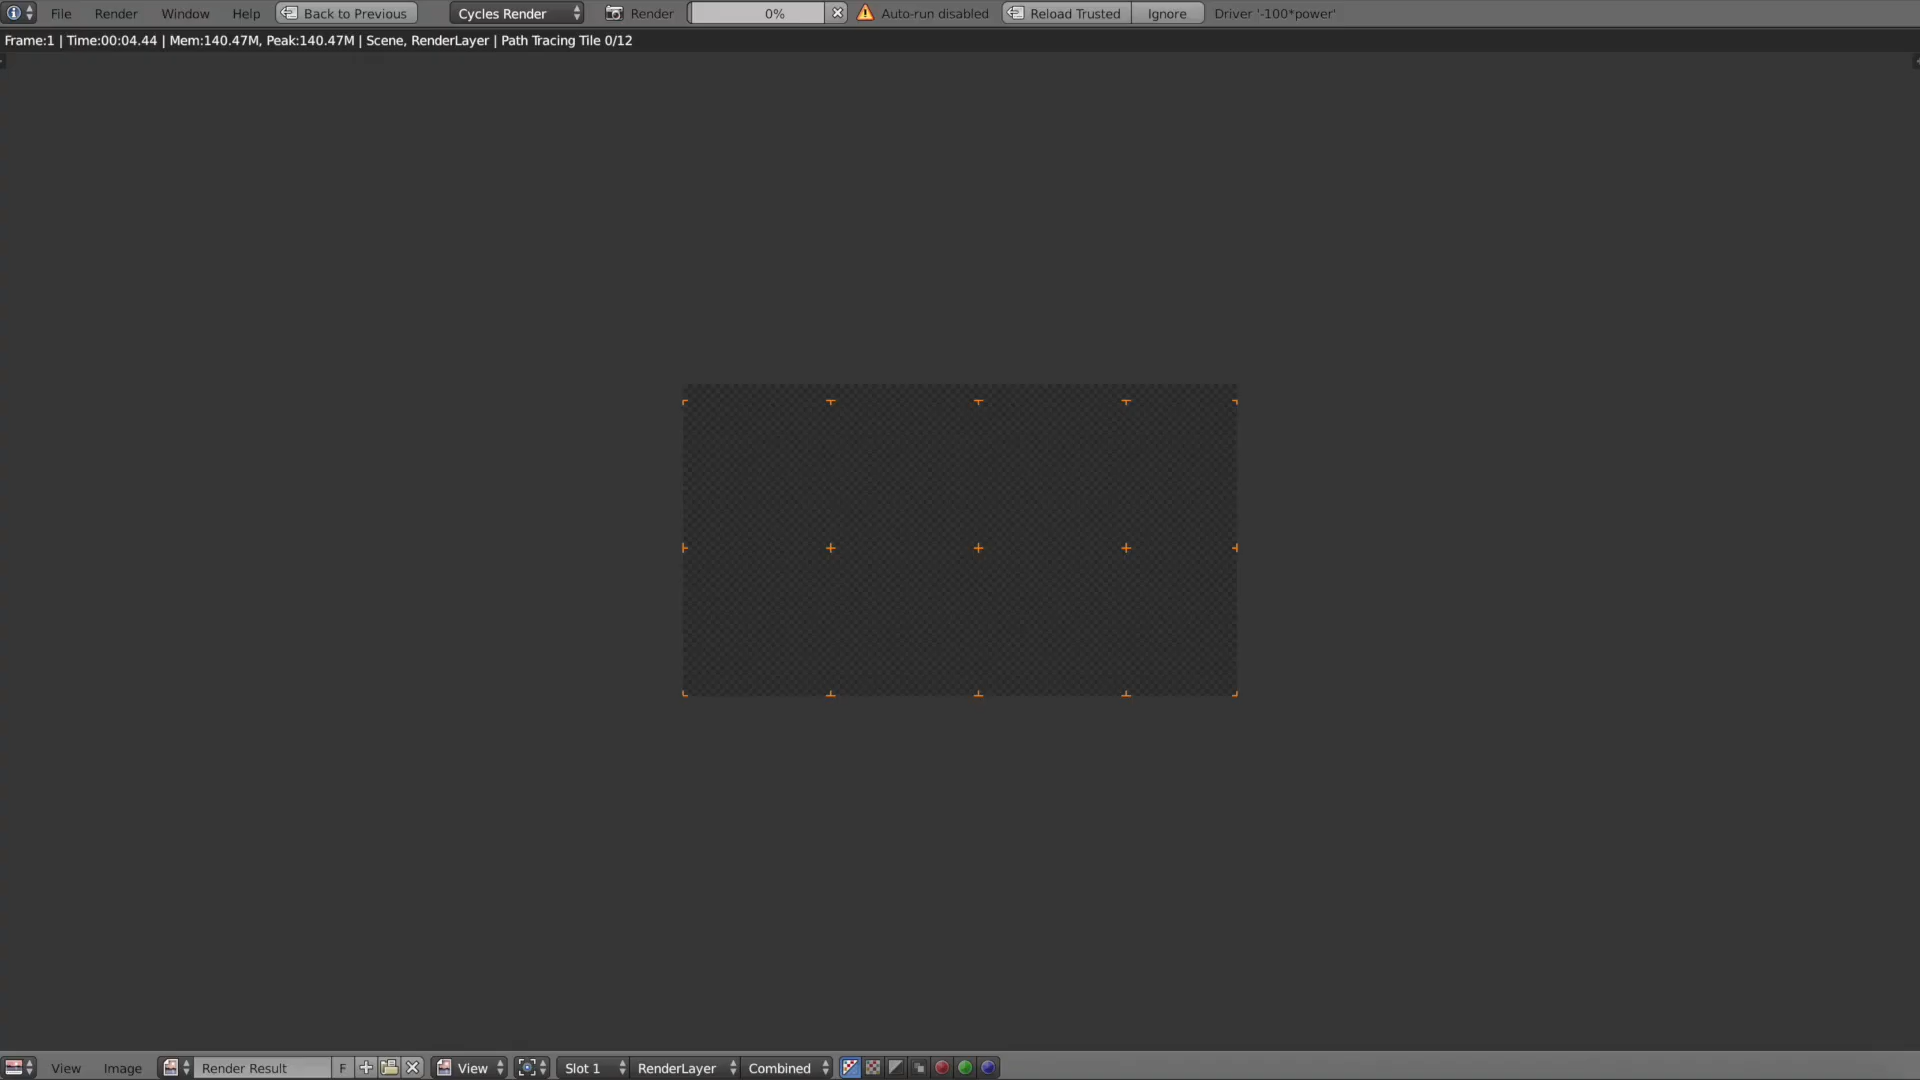 File Render Window Help Back to Previous Cycles Render Render 0% Auto-run disabled Reload Trusted Ignore Driver '-100*power'
Frame:1 | Time:00:04.44 | Mem:140.47M, Peak:140.47M | Scene, RenderLayer | Path Tracing Tile 0/12
View Image Render Result F View Slot 1 RenderLayer Combined